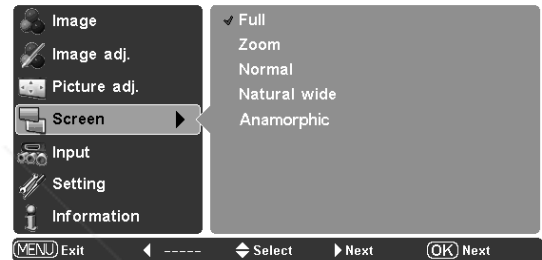 Image
Image adj.
Picture adj.
Screen
Input
Setting
Information
Full
Zoom
Normal
Natural wide
Anamorphic
MENU Exit ----- Select Next OK Next